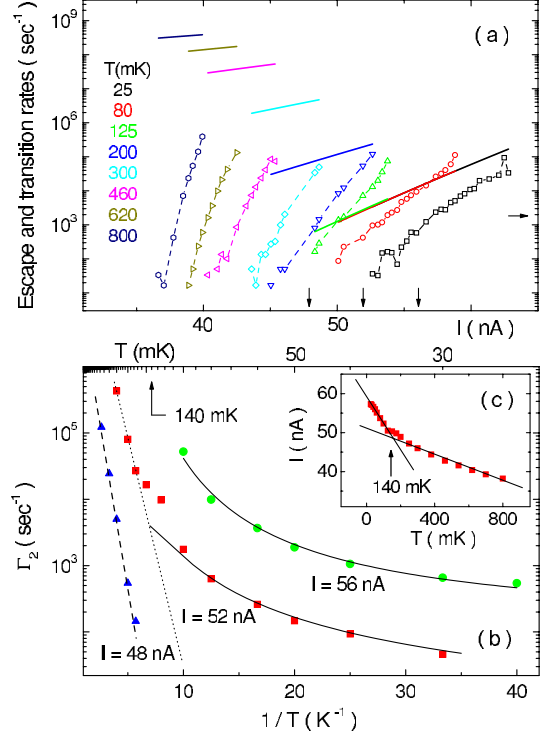 Escape and transition rates ( sec⁻¹ )
10⁹
10⁶
10³
( a )
T(mK)
25
80
125
200
300
460
620
800
40
50
I ( nA )
T ( mK )
50
30
Γ₂ ( sec⁻¹ )
10⁵
10³
140 mK
I = 56 nA
I = 52 nA
I = 48 nA
( b )
10
20
30
40
1 / T ( K⁻¹ )
( c )
I ( nA )
60
50
40
140 mK
0
400
800
T ( mK )